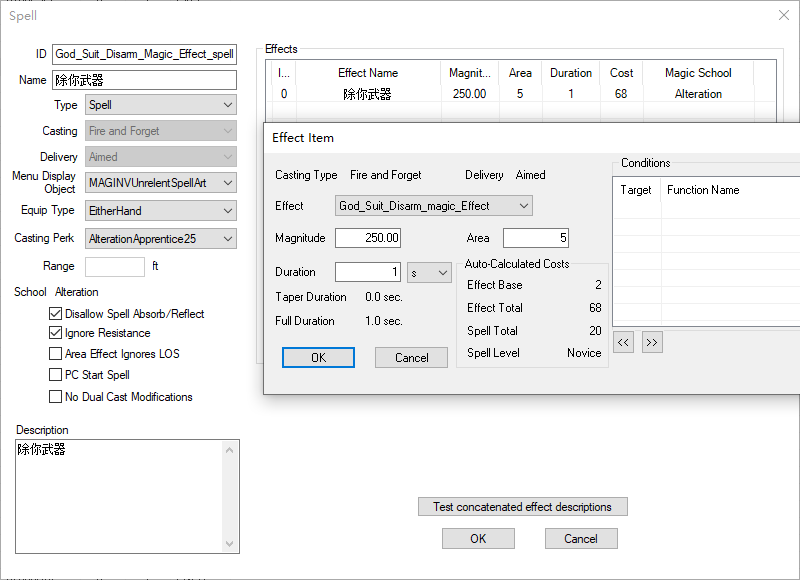 Spell
ID God_Suit_Disarm_Magic_Effect_spell
Name 除你武器
Type Spell
Casting Fire and Forget
Delivery Aimed
Menu Display Object MAGINVUnrelentSpellArt
Equip Type EitherHand
Casting Perk AlterationApprentice25
Range ft
School Alteration
Disallow Spell Absorb/Reflect
Ignore Resistance
Area Effect Ignores LOS
PC Start Spell
No Dual Cast Modifications
Description
除你武器
Effects
I... Effect Name Magnit... Area Duration Cost Magic School
0 除你武器 250.00 5 1 68 Alteration
Effect Item
Casting Type Fire and Forget Delivery Aimed
Effect God_Suit_Disarm_magic_Effect
Magnitude 250.00 Area 5
Duration 1 s
Taper Duration 0.0 sec.
Full Duration 1.0 sec.
Auto-Calculated Costs
Effect Base 2
Effect Total 68
Spell Total 20
Spell Level Novice
OK Cancel
Conditions
Target Function Name
<< >>
Test concatenated effect descriptions
OK Cancel